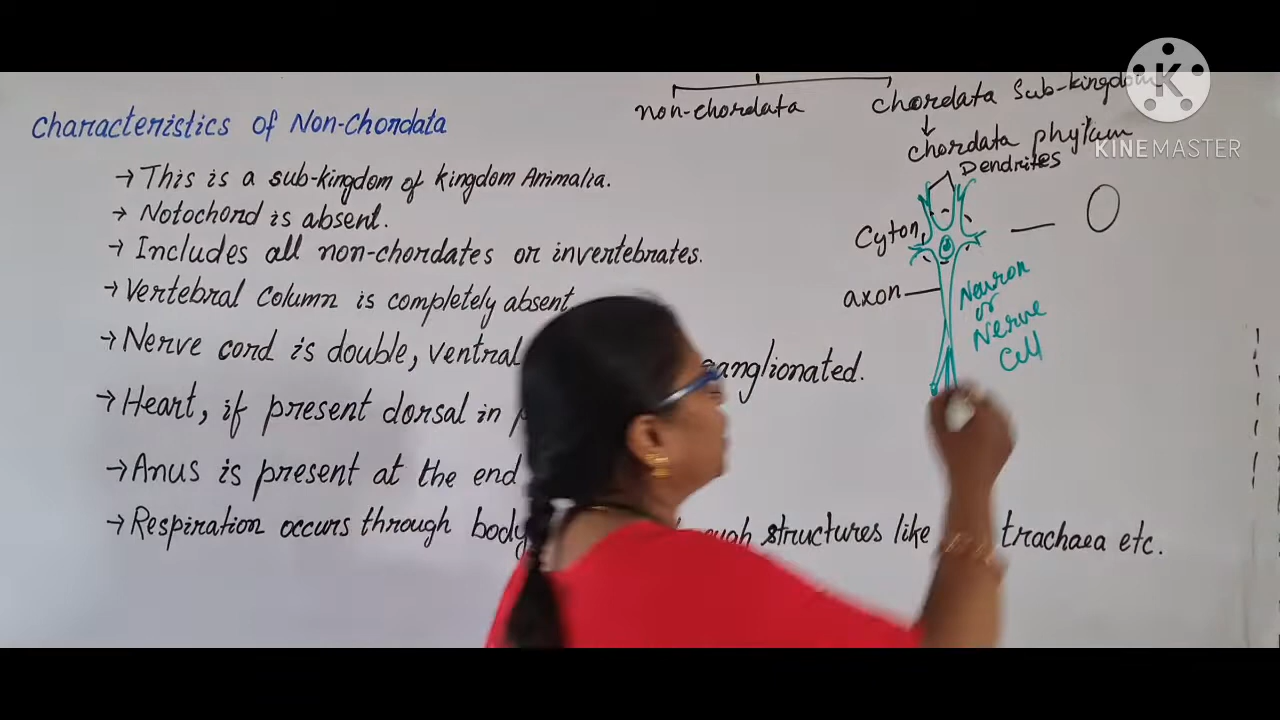 non-chordata
chordata sub-kingdom
chordata phylum
Characteristics of Non-Chordata
→ This is a sub-kingdom of kingdom Animalia.
→ Notochord is absent.
→ Includes all non-chordates or invertebrates.
→ Vertebral column is completely absent
→ Nerve cord is double, ventral anglionated.
→ Heart, if present dorsal in
→ Anus is present at the end
→ Respiration occurs through body structures like trachaea etc.
Dendrites
Cyton
axon
Neuron
or
Nerve
Cell
K
KINEMASTER